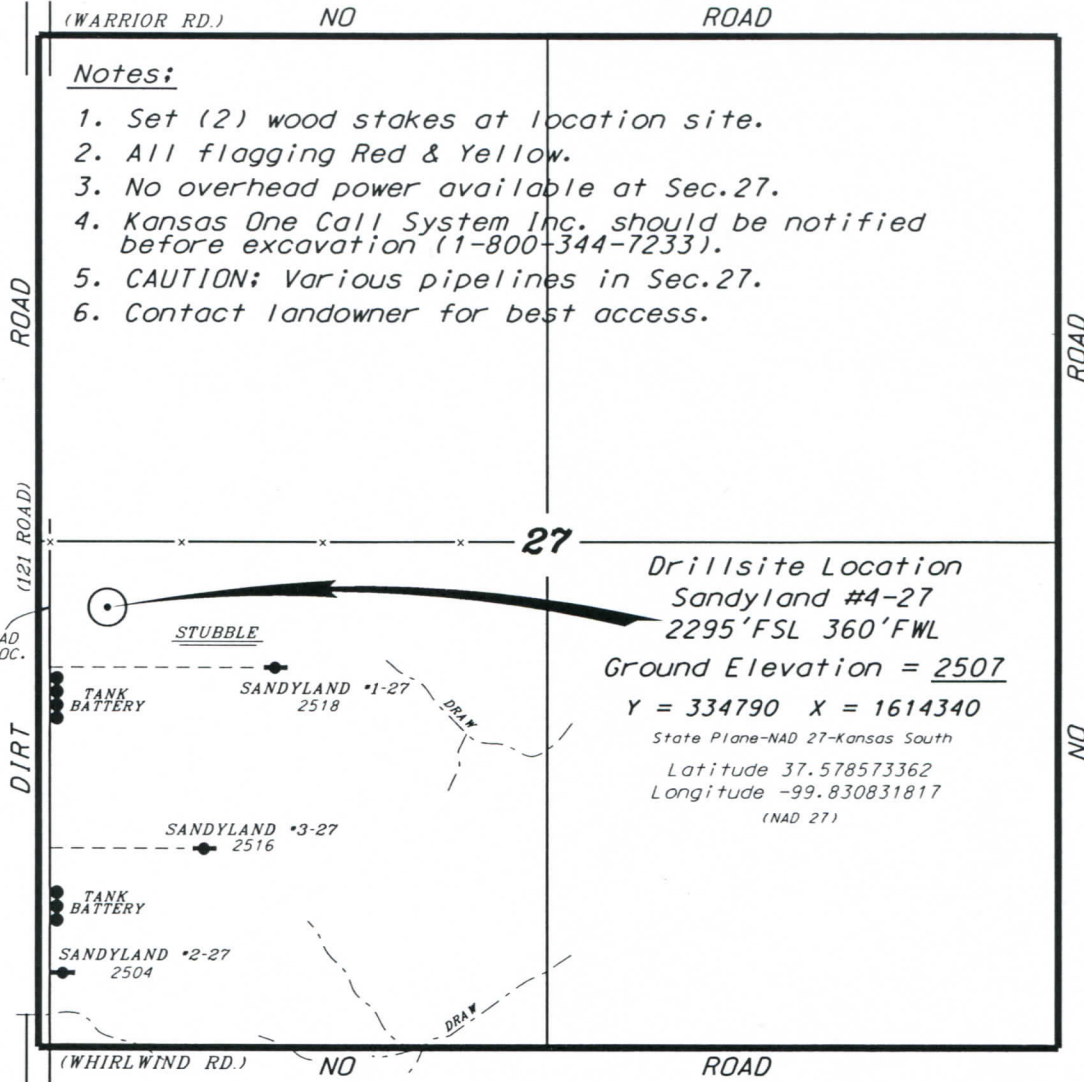 (WARRIOR RD.) NO ROAD
Notes:
1. Set (2) wood stakes at location site.
2. All flagging Red & Yellow.
3. No overhead power available at Sec.27.
4. Kansas One Call System Inc. should be notified
before excavation (1-800-344-7233).
5. CAUTION: Various pipelines in Sec.27.
6. Contact landowner for best access.
ROAD
ROAD
(121 ROAD)
27
Drillsite Location
Sandyland #4-27
2295'FSL 360'FWL
Ground Elevation = 2507
Y = 334790 X = 1614340
State Plane-NAD 27-Kansas South
Latitude 37.578573362
Longitude -99.830831817
(NAD 27)
AD
OC.
STUBBLE
SANDYLAND #1-27
2518
TANK
BATTERY
DRAW
DIRT
NO
SANDYLAND #3-27
2516
TANK
BATTERY
SANDYLAND #2-27
2504
DRAW
(WHIRLWIND RD.) NO ROAD